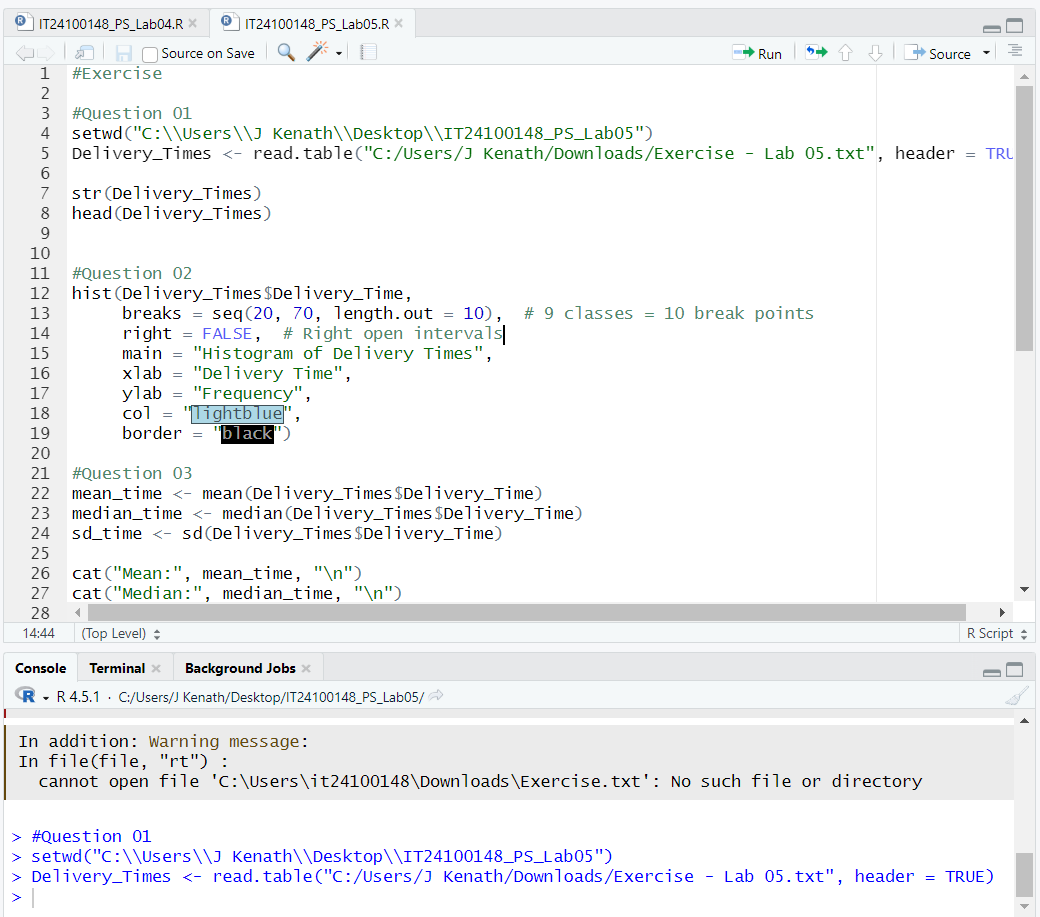 IT24100148_PS_Lab04.R
IT24100148_PS_Lab05.R
Source on Save
Run
Source
1 #Exercise
2
3 #Question 01
4 setwd("C:\\Users\\J Kenath\\Desktop\\IT24100148_PS_Lab05")
5 Delivery_Times <- read.table("C:/Users/J Kenath/Downloads/Exercise - Lab 05.txt", header = TRU
6
7 str(Delivery_Times)
8 head(Delivery_Times)
9
10
11 #Question 02
12 hist(Delivery_Times$Delivery_Time,
13      breaks = seq(20, 70, length.out = 10),  # 9 classes = 10 break points
14      right = FALSE,  # Right open intervals
15      main = "Histogram of Delivery Times",
16      xlab = "Delivery Time",
17      ylab = "Frequency",
18      col = "lightblue",
19      border = "black")
20
21 #Question 03
22 mean_time <- mean(Delivery_Times$Delivery_Time)
23 median_time <- median(Delivery_Times$Delivery_Time)
24 sd_time <- sd(Delivery_Times$Delivery_Time)
25
26 cat("Mean:", mean_time, "\n")
27 cat("Median:", median_time, "\n")
28
14:44 (Top Level) R Script
Console Terminal Background Jobs
R R 4.5.1 · C:/Users/J Kenath/Desktop/IT24100148_PS_Lab05/
In addition: Warning message:
In file(file, "rt") :
  cannot open file 'C:\Users\it24100148\Downloads\Exercise.txt': No such file or directory
> #Question 01
> setwd("C:\\Users\\J Kenath\\Desktop\\IT24100148_PS_Lab05")
> Delivery_Times <- read.table("C:/Users/J Kenath/Downloads/Exercise - Lab 05.txt", header = TRUE)
>